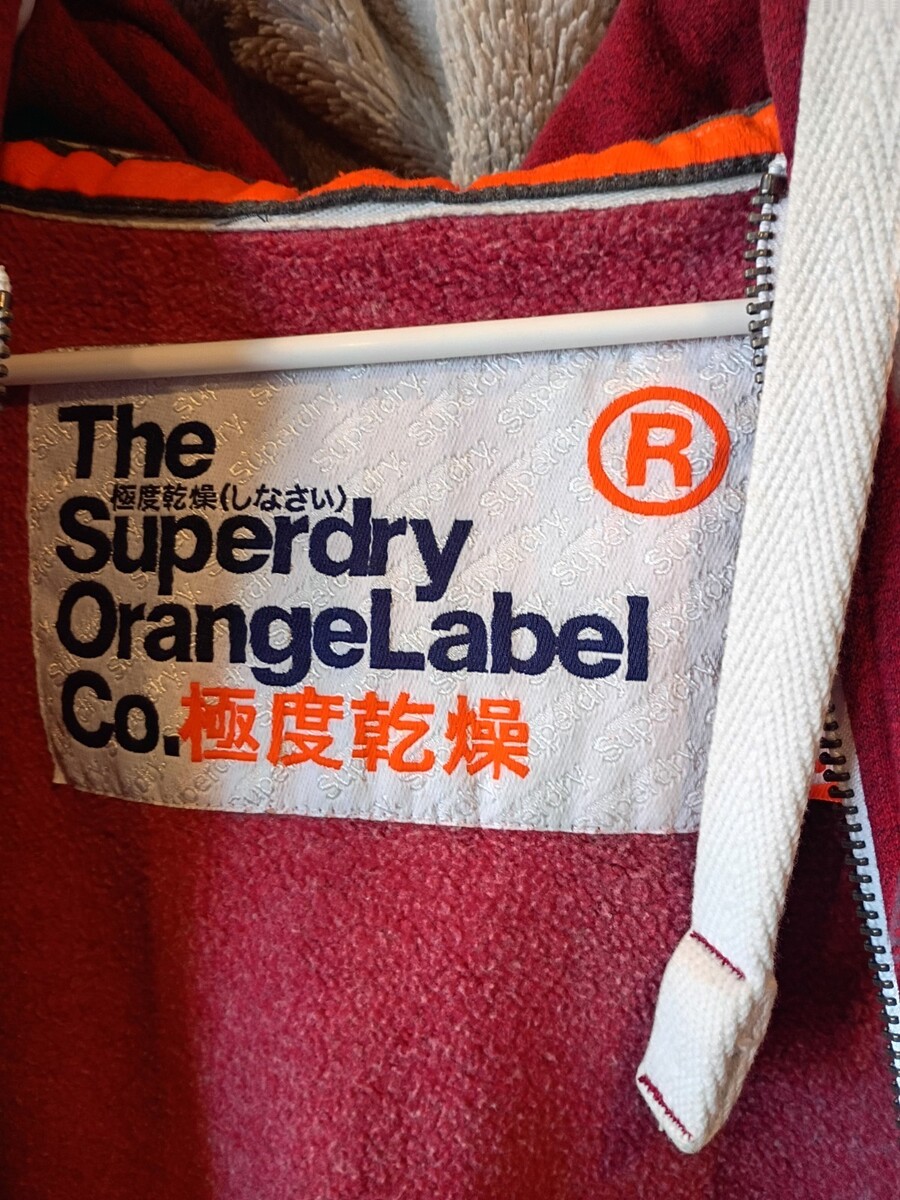 The
®
極度乾燥(しなさい)
Superdry
OrangeLabel
Co.極度乾燥